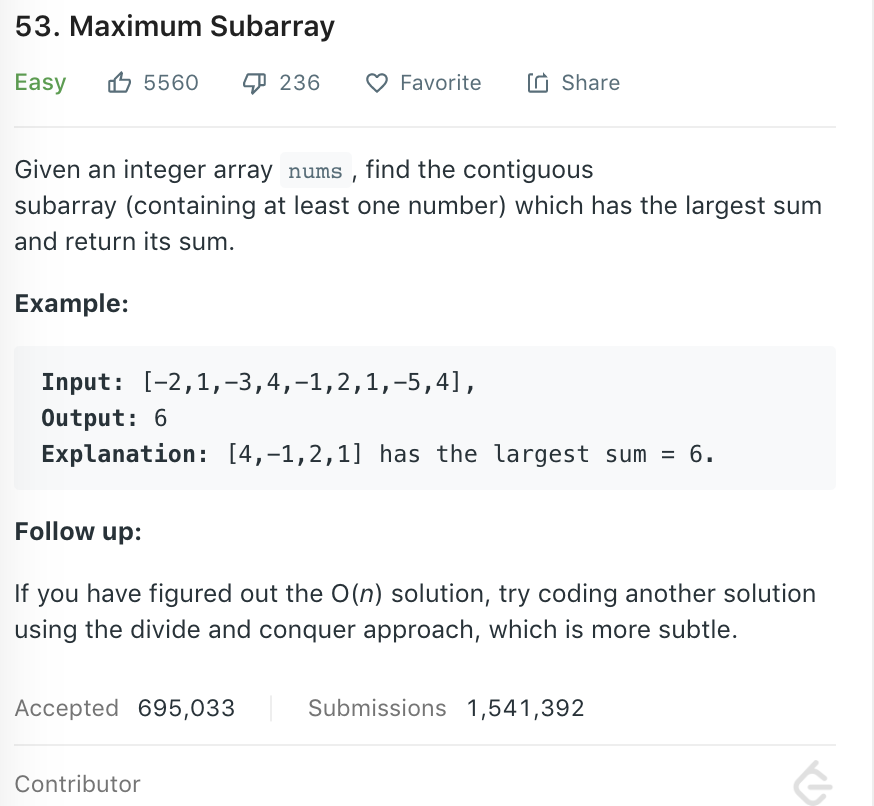 53. Maximum Subarray
Easy 5560 236 Favorite Share
Given an integer array nums , find the contiguous
subarray (containing at least one number) which has the largest sum
and return its sum.
Example:
Input: [-2,1,-3,4,-1,2,1,-5,4],
Output: 6
Explanation: [4,-1,2,1] has the largest sum = 6.
Follow up:
If you have figured out the O(n) solution, try coding another solution
using the divide and conquer approach, which is more subtle.
Accepted 695,033 Submissions 1,541,392
Contributor